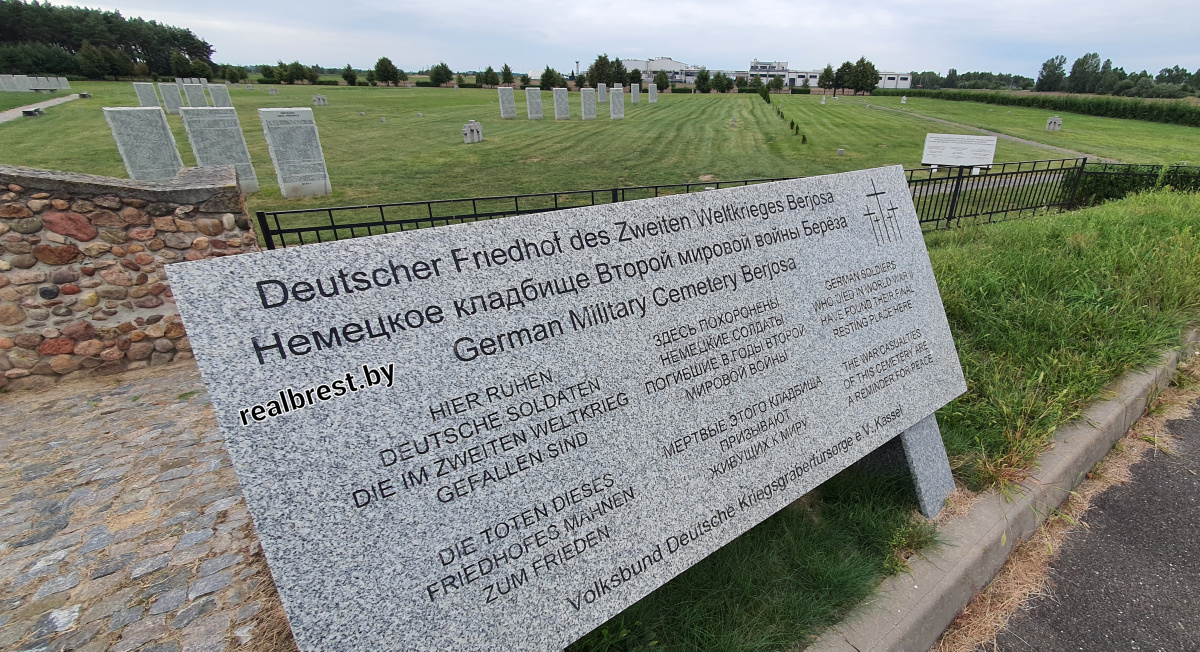 Deutscher Friedhof des Zweiten Weltkrieges Berjosa
Немецкое кладбище Второй мировой войны Берёза
German Military Cemetery Berjosa
HIER RUHEN
DEUTSCHE SOLDATEN
DIE IM ZWEITEN WELTKRIEG
GEFALLEN SIND
DIE TOTEN DIESES
FRIEDHOFES MAHNEN
ZUM FRIEDEN
ЗДЕСЬ ПОХОРОНЕНЫ
НЕМЕЦКИЕ СОЛДАТЫ
ПОГИБШИЕ В ГОДЫ ВТОРОЙ
МИРОВОЙ ВОЙНЫ
МЕРТВЫЕ ЭТОГО КЛАДБИЩА
ПРИЗЫВАЮТ
ЖИВУЩИХ К МИРУ
GERMAN SOLDIERS
WHO DIED IN WORLD WAR II
HAVE FOUND THEIR FINAL
RESTING PLACE HERE
THE WAR CASUALTIES
OF THIS CEMETERY ARE
A REMINDER FOR PEACE
Volksbund Deutsche Kriegsgräberfürsorge e.V. Kassel
realbrest.by